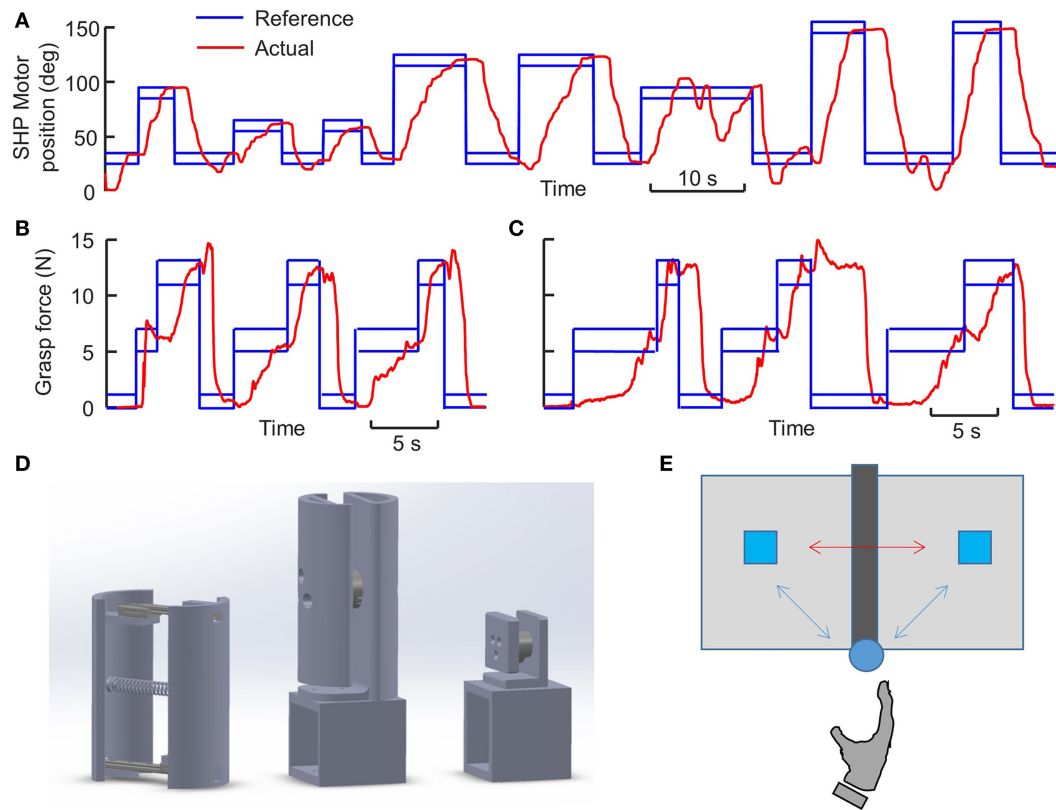 A
Reference
Actual
SHP Motor
position (deg)
150
100
50
0
Time
10 s
B
Grasp force (N)
15
10
5
0
Time
5 s
C
Time
5 s
D
E